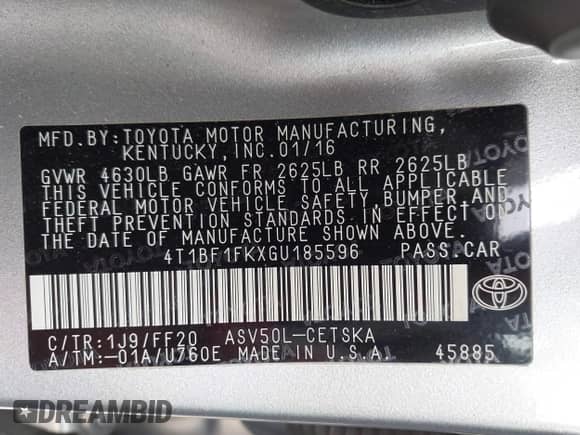 MFD.BY:TOYOTA MOTOR MANUFACTURING,
KENTUCKY,INC.01/16
GVWR 4630LB GAWR FR 2625LB RR 2625LB
THIS VEHICLE CONFORMS TO ALL APPLICABLE
FEDERAL MOTOR VEHICLE SAFETY,BUMPER,AND
THEFT PREVENTION STANDARDS IN EFFECT ON
THE DATE OF MANUFACTURE SHOWN ABOVE.
4T1BF1FKXGU185596 PASS.CAR
C/TR:1J9/FF20 ASV50L-CETSKA
A/TM:-01A/U760E MADE IN U.S.A. 45885
DREAMBID